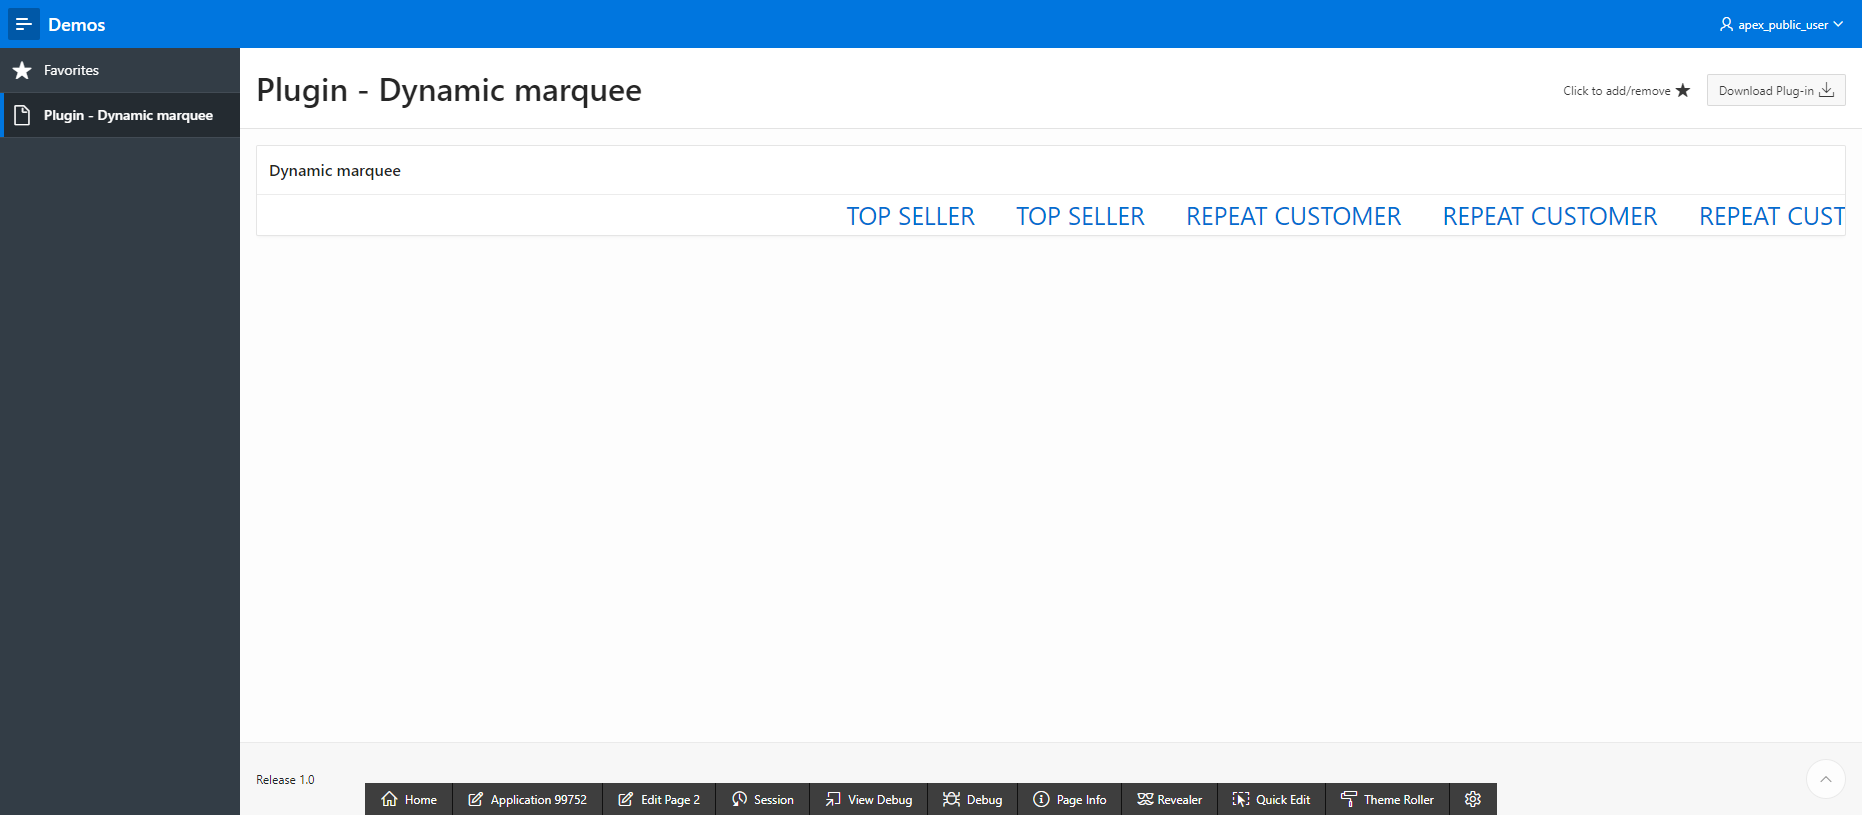 Demos
apex_public_user
Favorites
Plugin - Dynamic marquee
Plugin - Dynamic marquee
Click to add/remove
Download Plug-in
Dynamic marquee
TOP SELLER TOP SELLER REPEAT CUSTOMER REPEAT CUSTOMER REPEAT CUST
Release 1.0
Home Application 99752 Edit Page 2 Session View Debug Debug Page Info Revealer Quick Edit Theme Roller